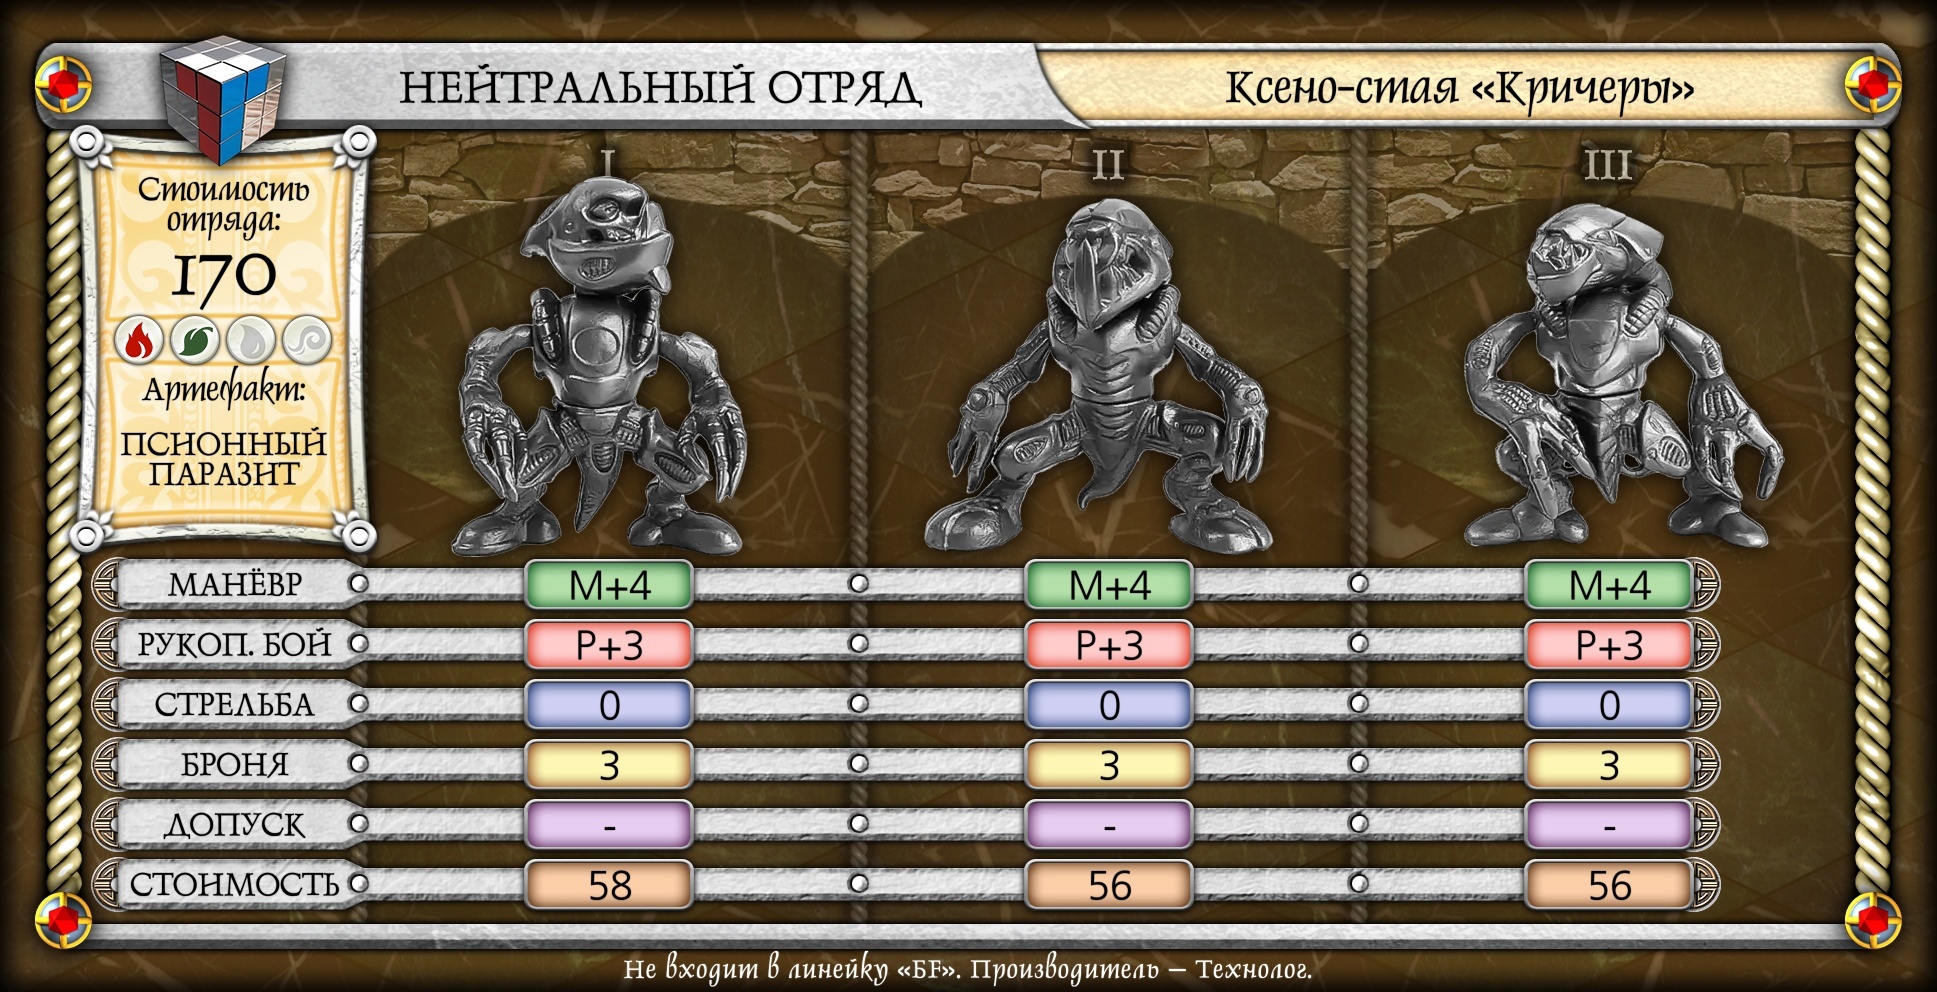 НЕЙТРАЛЬНЫЙ ОТРЯД
Ксено-стая «Кричеры»
Стоимость
отряда:
170
Артефакт:
ПСИОННЫЙ
ПАРАЗИТ
I
II
III
МАНЁВР M+4 M+4 M+4
РУКОП. БОЙ P+3 P+3 P+3
СТРЕЛЬБА 0 0 0
БРОНЯ 3 3 3
ДОПУСК - - -
СТОИМОСТЬ 58 56 56
Не входит в линейку «БF». Производитель – Технолог.